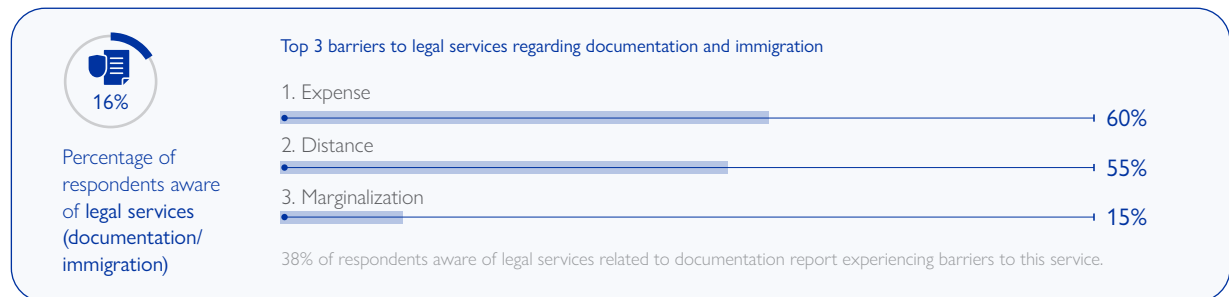 16%
Percentage of
respondents aware
of legal services
(documentation/
immigration)
Top 3 barriers to legal services regarding documentation and immigration
1. Expense
60%
2. Distance
55%
3. Marginalization
15%
38% of respondents aware of legal services related to documentation report experiencing barriers to this service.